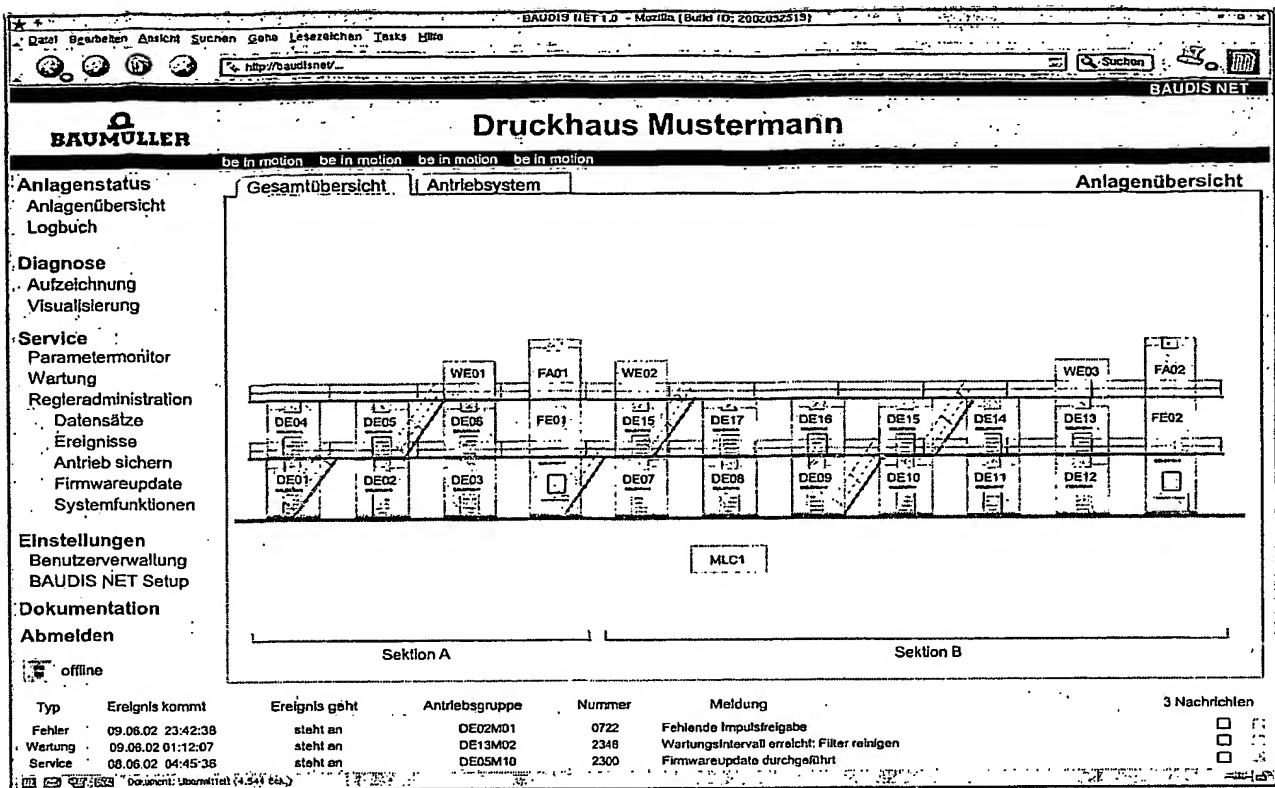 BAUDIS NET 1.0 - Mozilla {Build ID: 2002052519}
Datei Bearbeiten Ansicht Suchen Gehe Lesezeichen Tasks Hilfe
http://baudisnet/...
Suchen
BAUDIS NET
BAUMÜLLER
Druckhaus Mustermann
be in motion be in motion be in motion be in motion
Anlagenstatus
Anlagenübersicht
Logbuch
Diagnose
Aufzeichnung
Visualisierung
Service
Parametermonitor
Wartung
Regleradministration
Datensätze
Ereignisse
Antrieb sichern
Firmwareupdate
Systemfunktionen
Einstellungen
Benutzerverwaltung
BAUDIS NET Setup
Dokumentation
Abmelden
offline
Gesamtübersicht Antriebsystem
Anlagenübersicht
WE01 FA01 WE02 WE03 FA02
DE04 DE05 DE06 FE01 DE15 DE17 DE16 DE15 DE14 DE13 FE02
DE01 DE02 DE03 DE07 DE08 DE09 DE10 DE11 DE12
MLC1
Sektion A Sektion B
Typ Ereignis kommt Ereignis geht Antriebsgruppe Nummer Meldung 3 Nachrichten
Fehler 09.06.02 23:42:38 steht an DE02M01 0722 Fehlende Impulsfreigabe
Wartung 09.06.02 01:12:07 steht an DE13M02 2346 Wartungsintervall erreicht: Filter reinigen
Service 08.06.02 04:45:38 steht an DE05M10 2300 Firmwareupdate durchgeführt
Dokument: Übermittelt (4.544 Sek.)